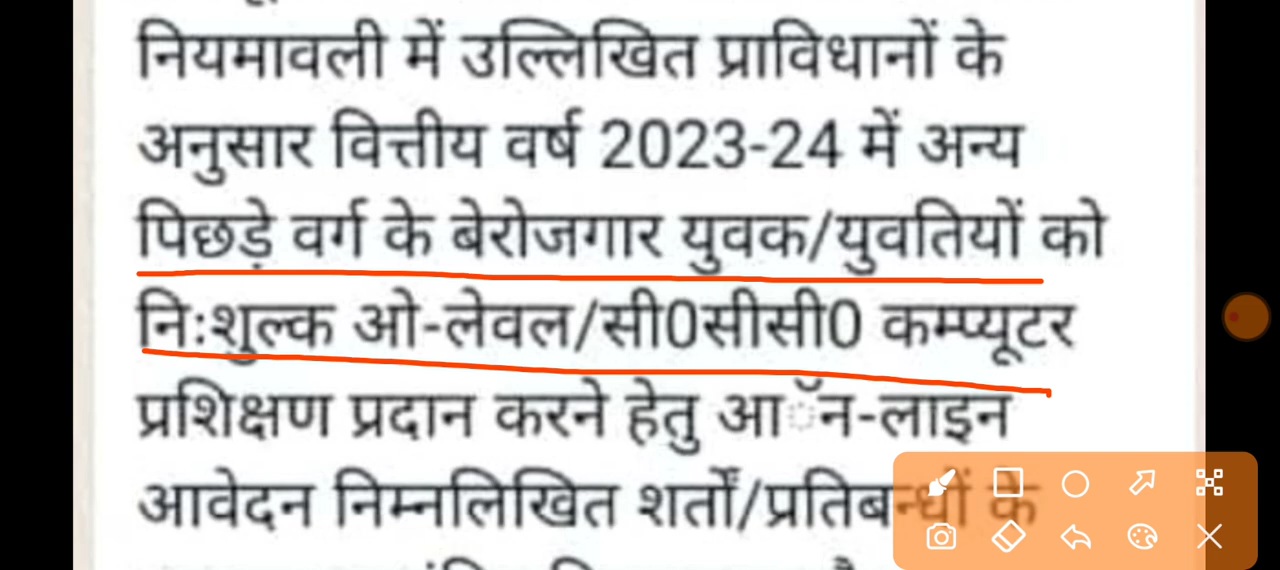 नियमावली में उल्लिखित प्राविधानों के
अनुसार वित्तीय वर्ष 2023-24 में अन्य
पिछड़े वर्ग के बेरोजगार युवक/युवतियों को
निःशुल्क ओ-लेवल/सी0सीसी0 कम्प्यूटर
प्रशिक्षण प्रदान करने हेतु आॅन-लाइन
आवेदन निम्नलिखित शर्तों/प्रतिबन्धों के